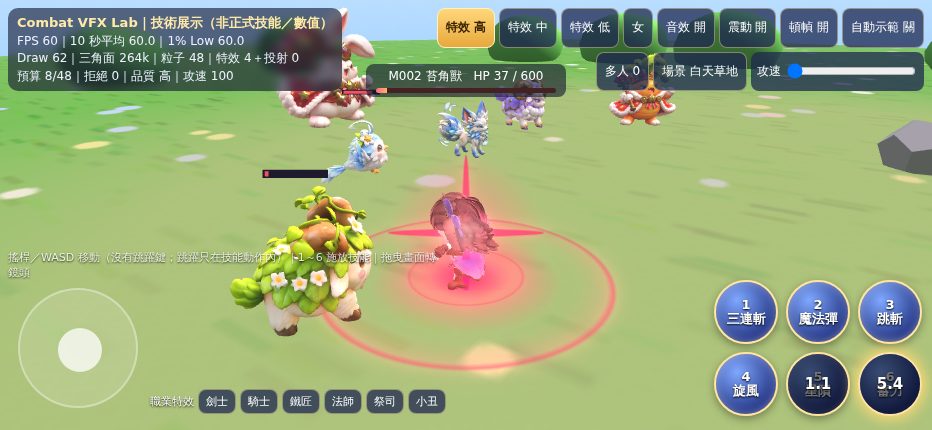 Combat VFX Lab｜技術展示（非正式技能／數值）
FPS 60｜10 秒平均 60.0｜1% Low 60.0
Draw 62｜三角面 264k｜粒子 48｜特效 4＋投射 0
預算 8/48｜拒絕 0｜品質 高｜攻速 100
特效 高
特效 中
特效 低
女
音效 開
震動 開
頓幀 開
自動示範 關
多人 0
場景 白天草地
攻速
M002 苔角獸 HP 37 / 600
搖桿／WASD 移動（沒有跳躍鍵；跳躍只在技能動作內）｜1～6 施放技能｜拖曳畫面轉
鏡頭
1
三連斬
2
魔法彈
3
跳斬
4
旋風
1.1
5.4
職業特效
劍士
騎士
鐵匠
法師
祭司
小丑